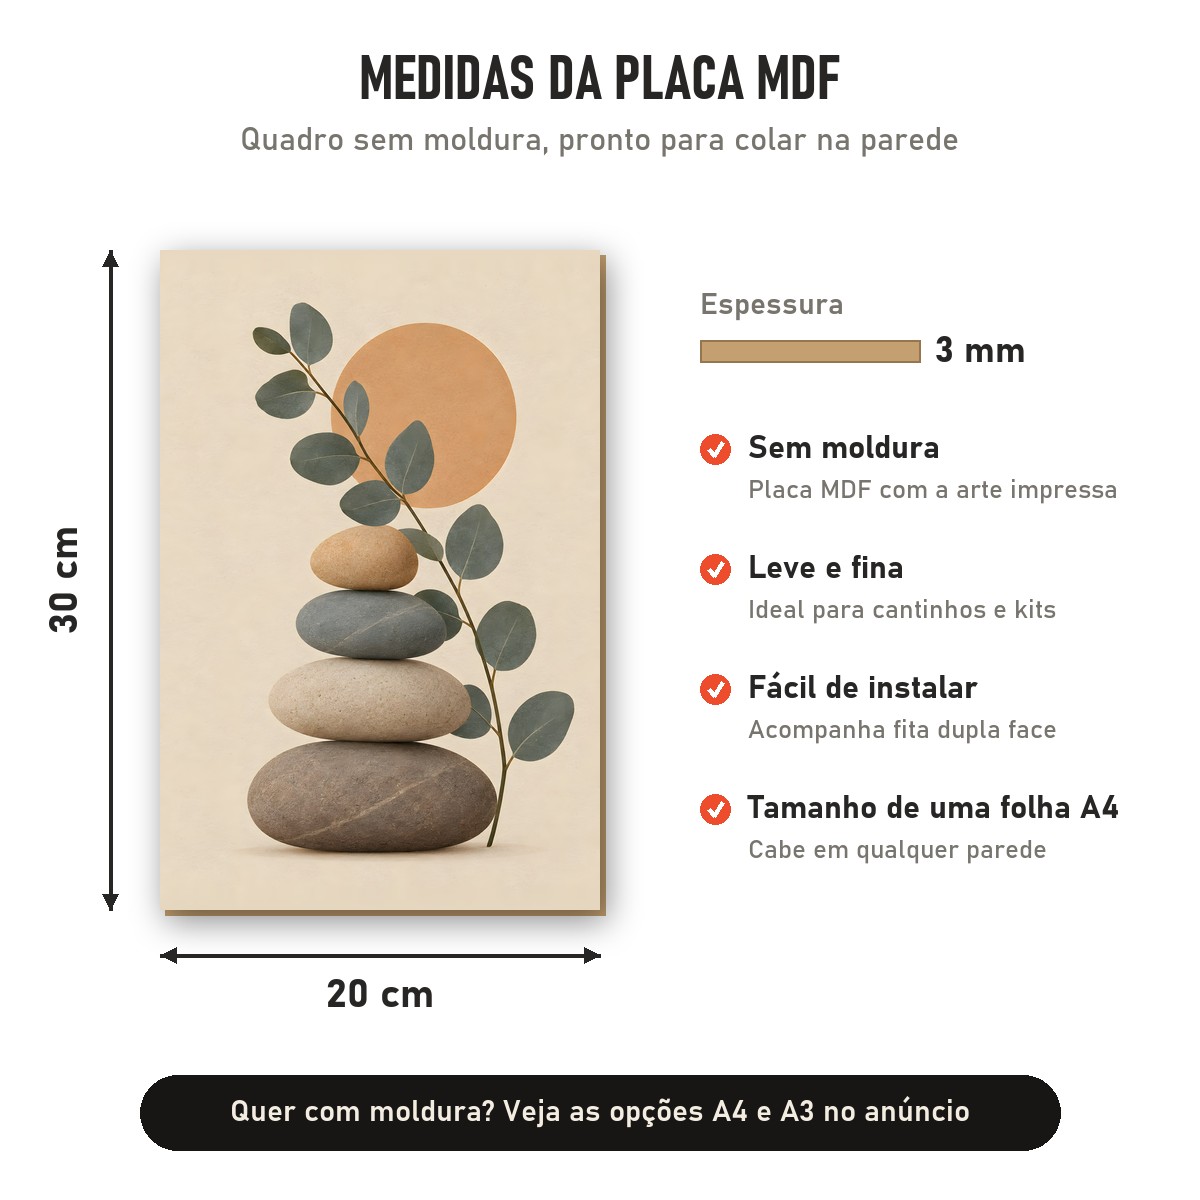 MEDIDAS DA PLACA MDF
Quadro sem moldura, pronto para colar na parede
30 cm
20 cm
Espessura
3 mm
Sem moldura
Placa MDF com a arte impressa
Leve e fina
Ideal para cantinhos e kits
Fácil de instalar
Acompanha fita dupla face
Tamanho de uma folha A4
Cabe em qualquer parede
Quer com moldura? Veja as opções A4 e A3 no anúncio